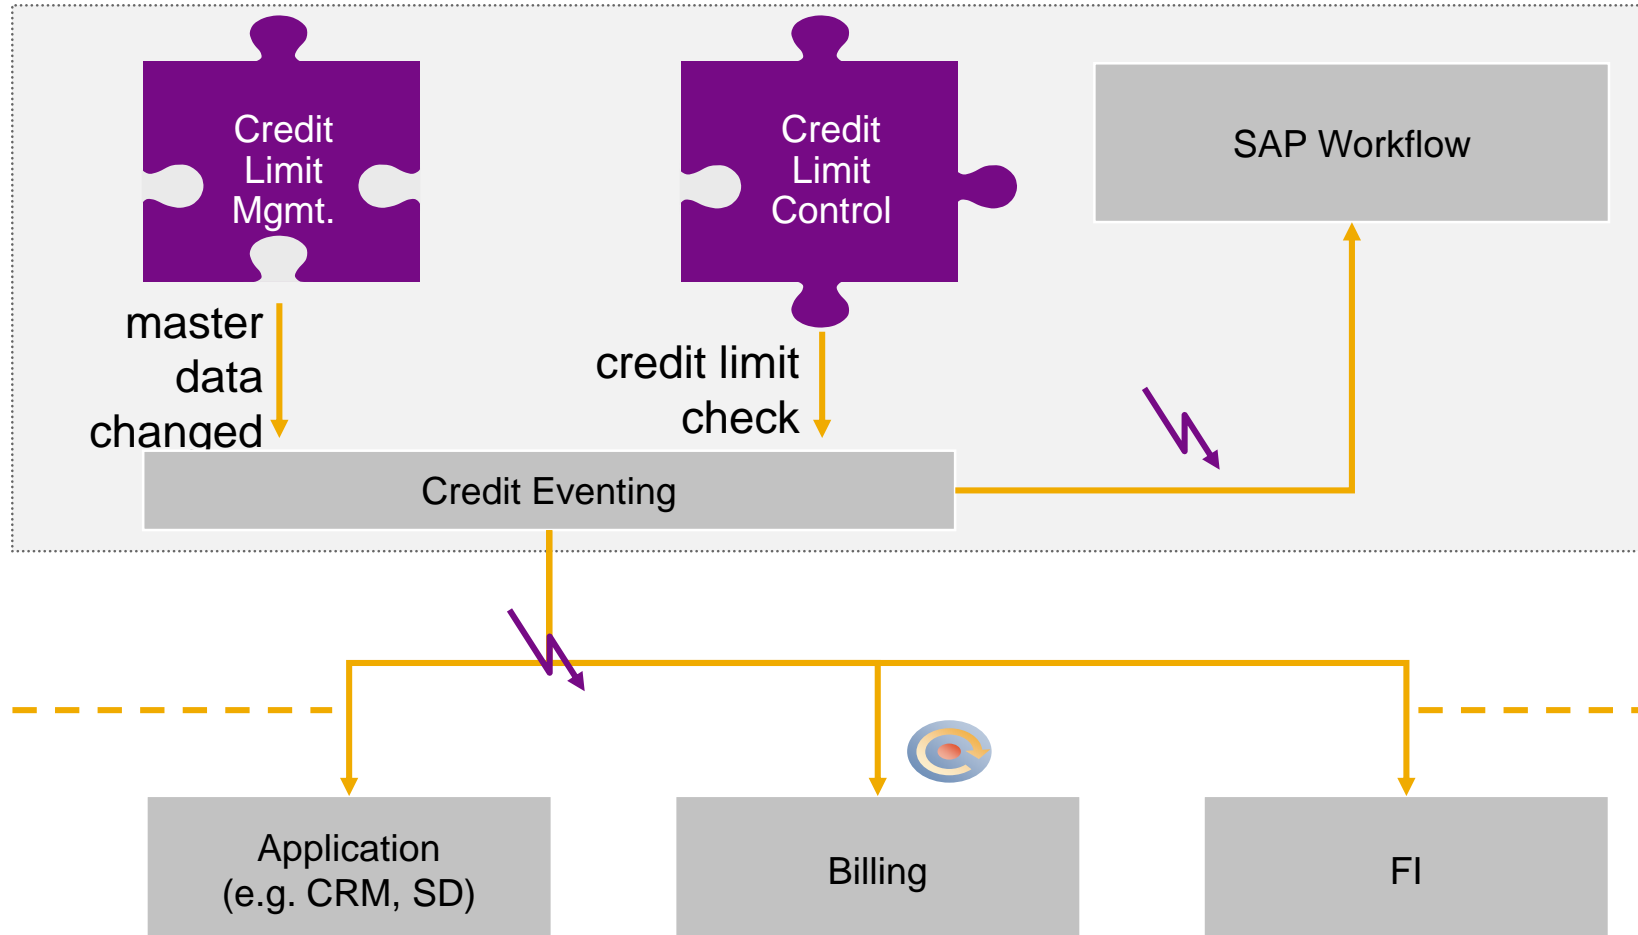 Credit
Limit
Mgmt.
Credit
Limit
Control
SAP Workflow
master
data
changed
credit limit
check
Credit Eventing
Application
(e.g. CRM, SD)
Billing
FI